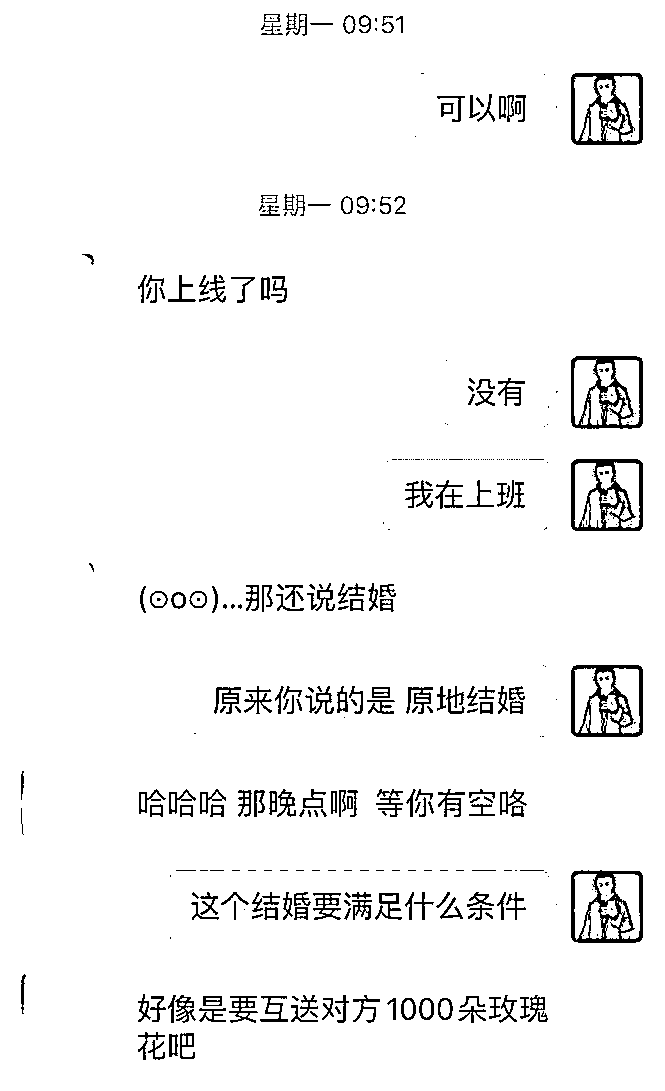 星期一 09:51
可以啊
星期一 09:52
你上线了吗
没有
我在上班
(⊙o⊙)...那还说结婚
原来你说的是 原地结婚
哈哈哈 那晚点啊 等你有空咯
这个结婚要满足什么条件
好像是要互送对方1000朵玫瑰
花吧